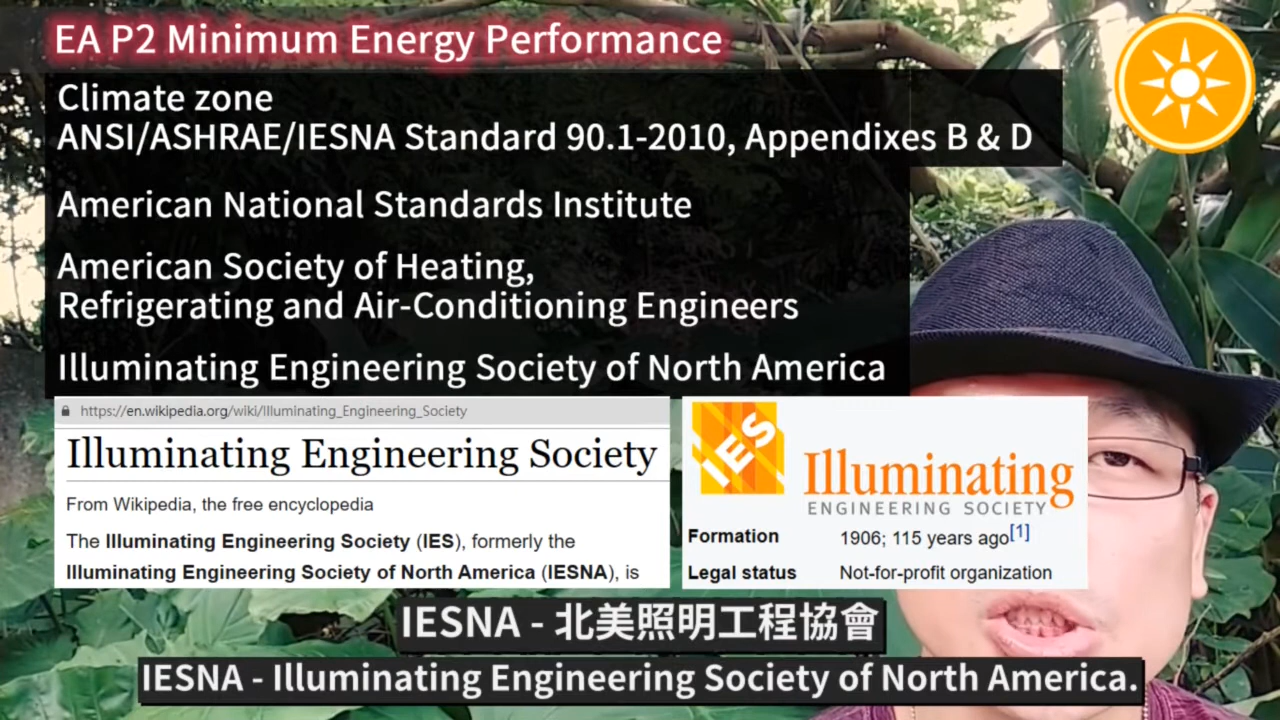 EA P2 Minimum Energy Performance
Climate zone
ANSI/ASHRAE/IESNA Standard 90.1-2010, Appendixes B & D
American National Standards Institute
American Society of Heating,
Refrigerating and Air-Conditioning Engineers
Illuminating Engineering Society of North America
https://en.wikipedia.org/wiki/Illuminating_Engineering_Society
Illuminating Engineering Society
From Wikipedia, the free encyclopedia
The Illuminating Engineering Society (IES), formerly the
Illuminating Engineering Society of North America (IESNA), is
IES
Illuminating
ENGINEERING SOCIETY
Formation 1906; 115 years ago[1]
Legal status Not-for-profit organization
IESNA - 北美照明工程協會
IESNA - Illuminating Engineering Society of North America.